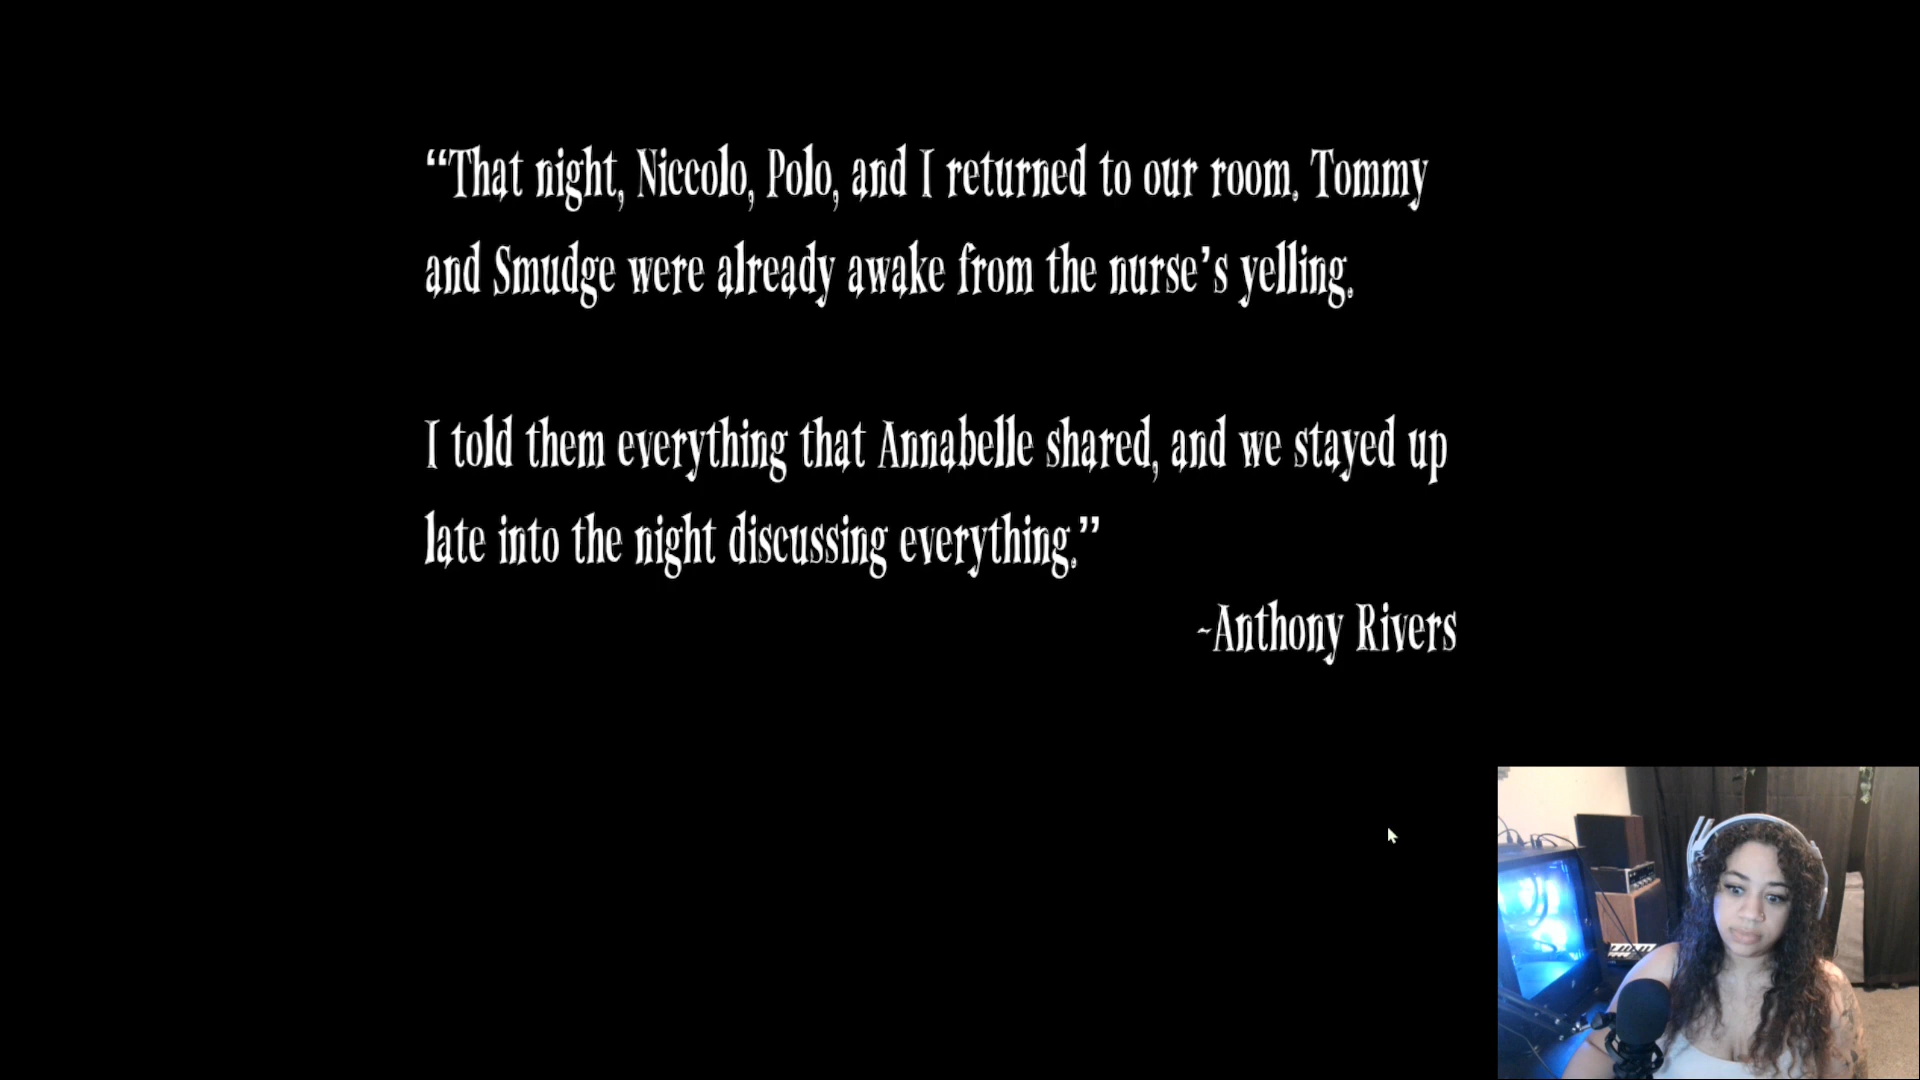 “That night, Niccolo, Polo, and I returned to our room. Tommy
and Smudge were already awake from the nurse’s yelling.
I told them everything that Annabelle shared, and we stayed up
late into the night discussing everything.”
~Anthony Rivers